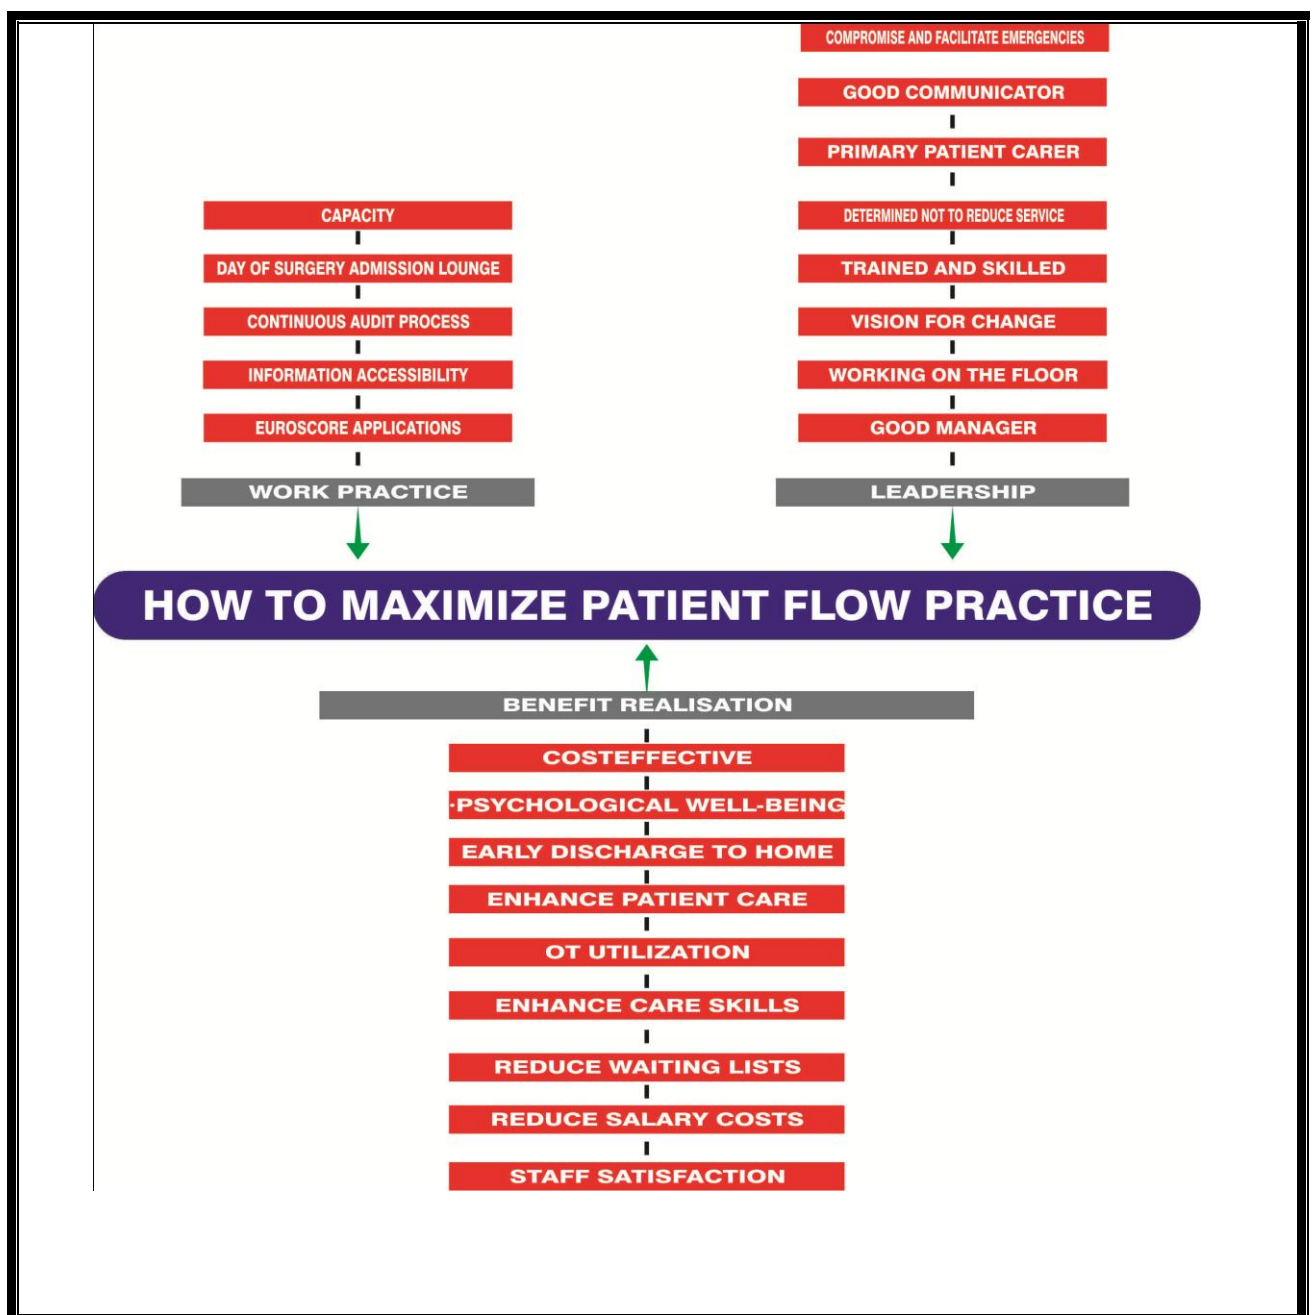 COMPROMISE AND FACILITATE EMERGENCIES
GOOD COMMUNICATOR
PRIMARY PATIENT CARER
CAPACITY
DETERMINED NOT TO REDUCE SERVICE
DAY OF SURGERY ADMISSION LOUNGE
TRAINED AND SKILLED
CONTINUOUS AUDIT PROCESS
VISION FOR CHANGE
INFORMATION ACCESSIBILITY
WORKING ON THE FLOOR
EUROSCORE APPLICATIONS
GOOD MANAGER
WORK PRACTICE
LEADERSHIP
HOW TO MAXIMIZE PATIENT FLOW PRACTICE
BENEFIT REALISATION
COSTEFFECTIVE
·PSYCHOLOGICAL WELL-BEING
EARLY DISCHARGE TO HOME
ENHANCE PATIENT CARE
OT UTILIZATION
ENHANCE CARE SKILLS
REDUCE WAITING LISTS
REDUCE SALARY COSTS
STAFF SATISFACTION